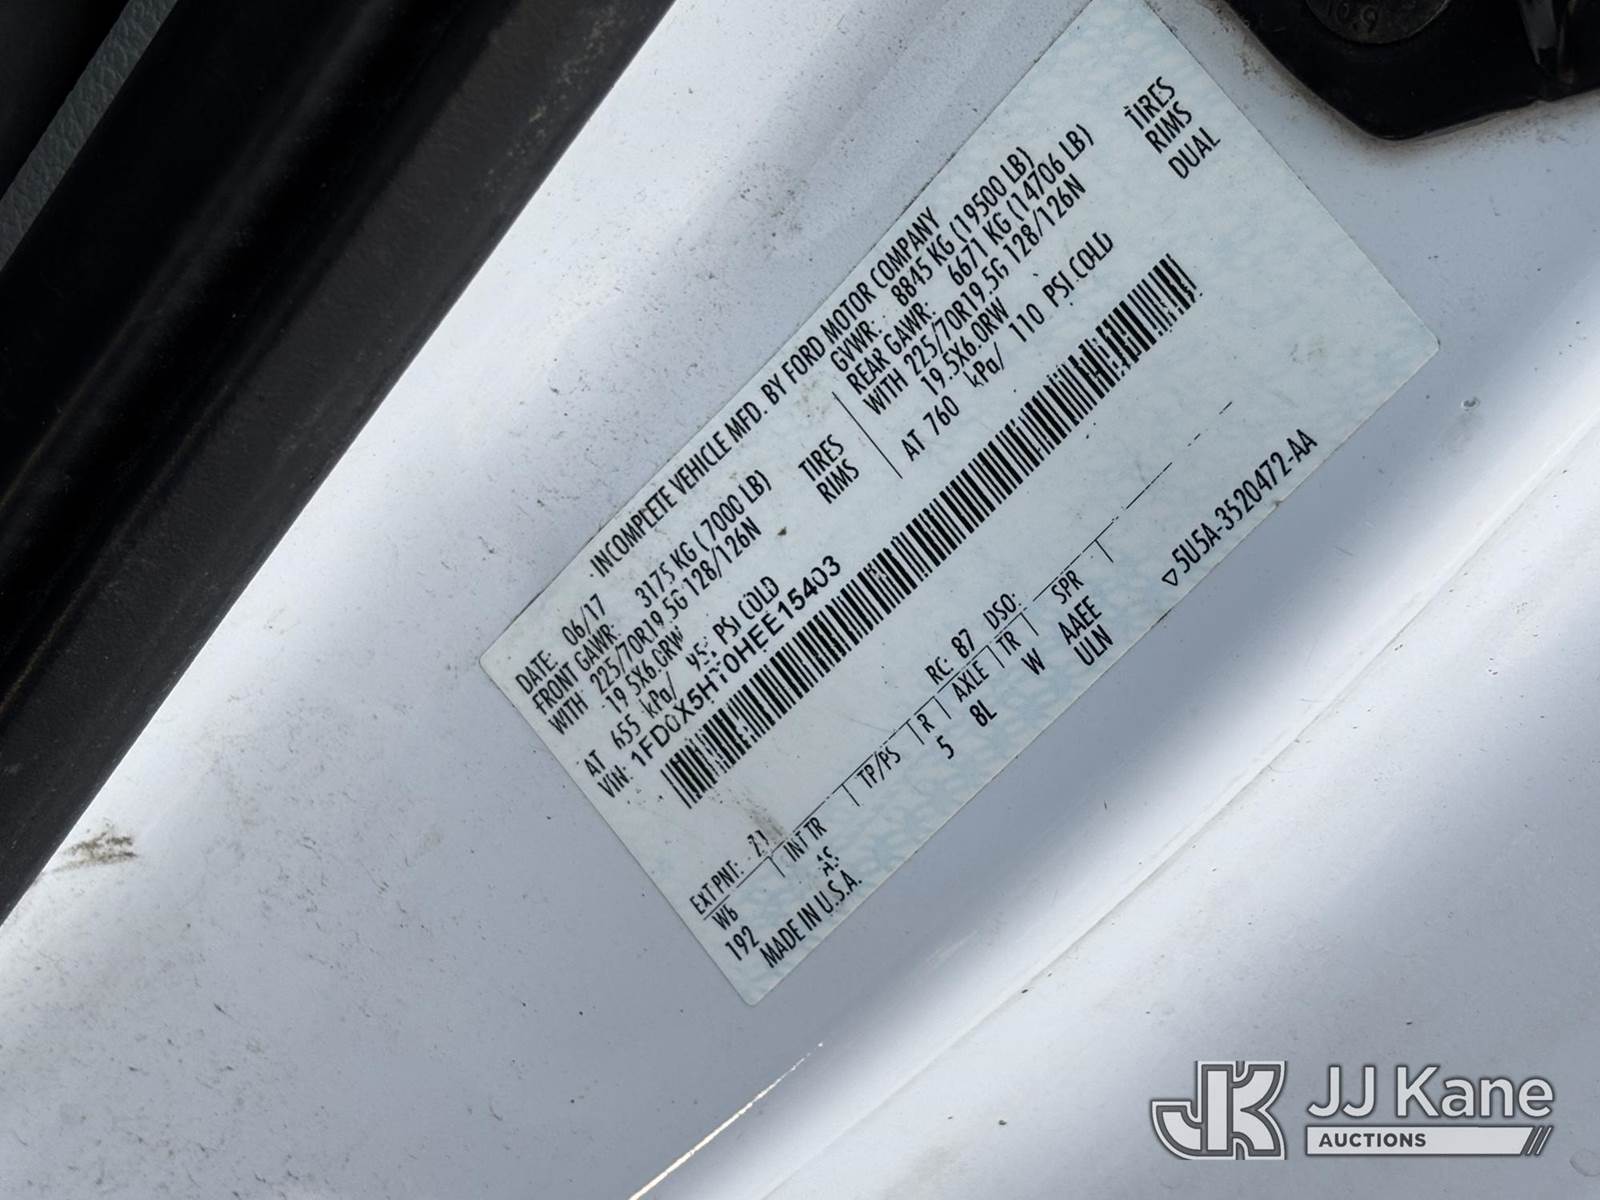 INCOMPLETE VEHICLE MFD. BY FORD MOTOR COMPANY
DATE: 06/17 GVWR: 8845 KG (19500 LB)
FRONT GAWR: 3175 KG (7000 LB) REAR GAWR: 6671 KG (14706 LB)
WITH 225/70R19.5G 128/126N TIRES WITH 225/70R19.5G 128/126N TIRES
19.5X6.0RW RIMS 19.5X6.0RW RIMS
AT 655 kPa/ 95 PSI COLD AT 760 kPa/ 110 PSI COLD DUAL
VIN: 1FD0X5HT0HEE15403
EXT PNT: Z1 RC: 87 DSO:
WB INT TR TP/PS R AXLE TR SPR
192 AS 5 8L W AAEE
MADE IN U.S.A. ULN
▽5U5A-3520472-AA
JJ Kane
AUCTIONS